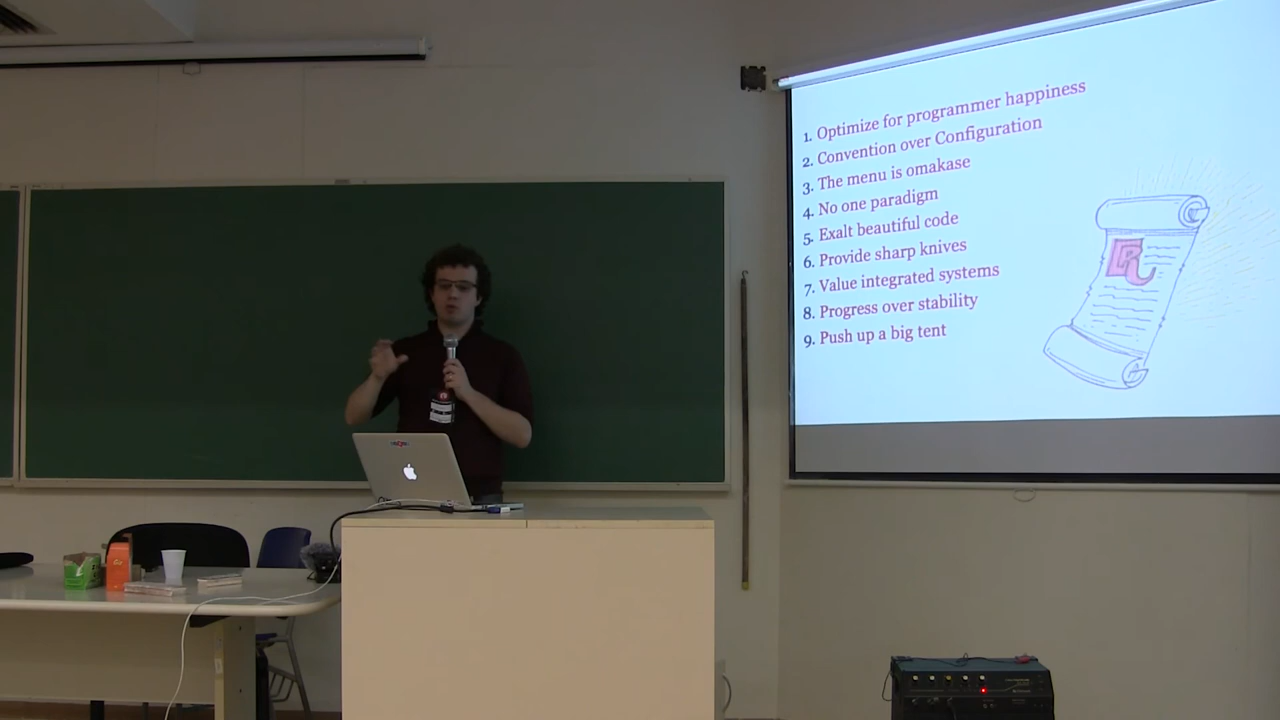 1. Optimize for programmer happiness
2. Convention over Configuration
3. The menu is omakase
4. No one paradigm
5. Exalt beautiful code
6. Provide sharp knives
7. Value integrated systems
8. Progress over stability
9. Push up a big tent